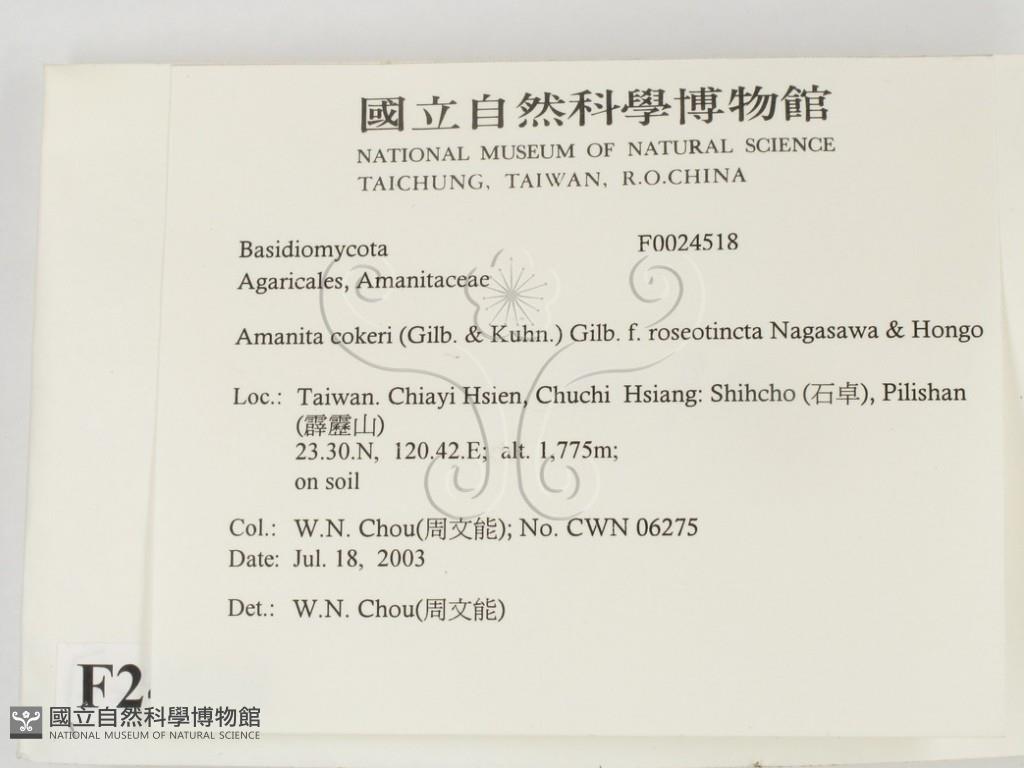 國立自然科學博物館
NATIONAL MUSEUM OF NATURAL SCIENCE
TAICHUNG, TAIWAN, R.O.CHINA
Basidiomycota F0024518
Agaricales, Amanitaceae
Amanita cokeri (Gilb. & Kuhn.) Gilb. f. roseotincta Nagasawa & Hongo
Loc.: Taiwan. Chiayi Hsien, Chuchi Hsiang: Shihcho (石卓), Pilishan
(霹靂山)
23.30.N, 120.42.E; alt. 1,775m;
on soil
Col.: W.N. Chou(周文能); No. CWN 06275
Date: Jul. 18, 2003
Det.: W.N. Chou(周文能)
F2
國立自然科學博物館
NATIONAL MUSEUM OF NATURAL SCIENCE